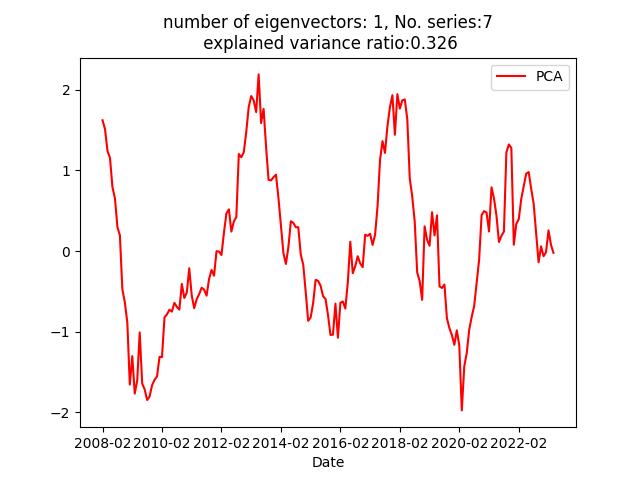 number of eigenvectors: 1, No. series:7
explained variance ratio:0.326
PCA
2
1
0
−1
−2
2008-02 2010-02 2012-02 2014-02 2016-02 2018-02 2020-02 2022-02
Date